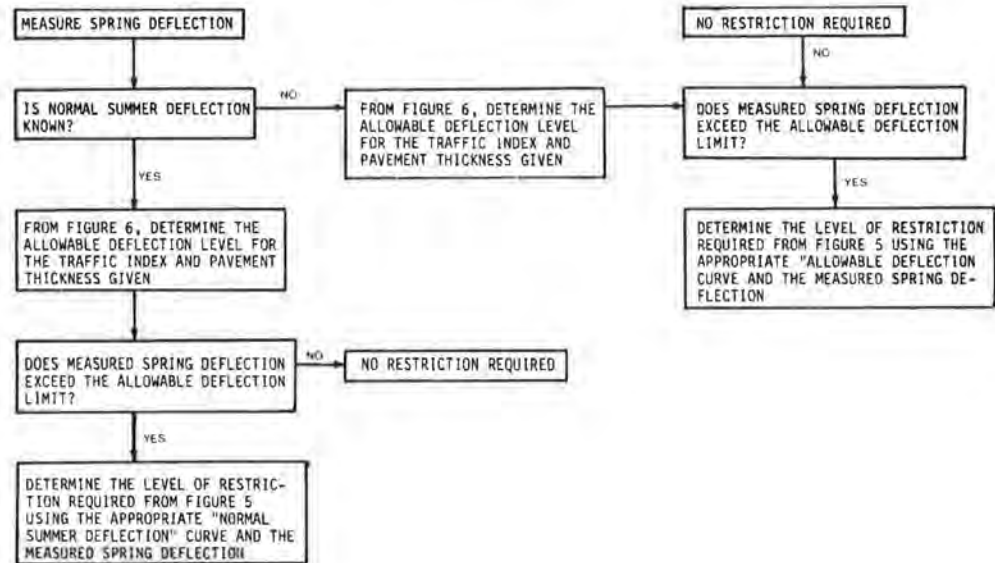 MEASURE SPRING DEFLECTION
IS NORMAL SUMMER DEFLECTION
KNOWN?
NO
FROM FIGURE 6, DETERMINE THE
ALLOWABLE DEFLECTION LEVEL
FOR THE TRAFFIC INDEX AND
PAVEMENT THICKNESS GIVEN
NO RESTRICTION REQUIRED
NO
DOES MEASURED SPRING DEFLECTION
EXCEED THE ALLOWABLE DEFLECTION
LIMIT?
YES
DETERMINE THE LEVEL OF RESTRICTION
REQUIRED FROM FIGURE 5 USING THE
APPROPRIATE "ALLOWABLE DEFLECTION
CURVE AND THE MEASURED SPRING DE-
FLECTION
YES
FROM FIGURE 6, DETERMINE THE
ALLOWABLE DEFLECTION LEVEL FOR
THE TRAFFIC INDEX AND PAVEMENT
THICKNESS GIVEN
DOES MEASURED SPRING DEFLECTION
EXCEED THE ALLOWABLE DEFLECTION
LIMIT?
NO
NO RESTRICTION REQUIRED
YES
DETERMINE THE LEVEL OF RESTRIC-
TION REQUIRED FROM FIGURE 5
USING THE APPROPRIATE "NORMAL
SUMMER DEFLECTION" CURVE AND THE
MEASURED SPRING DEFLECTION